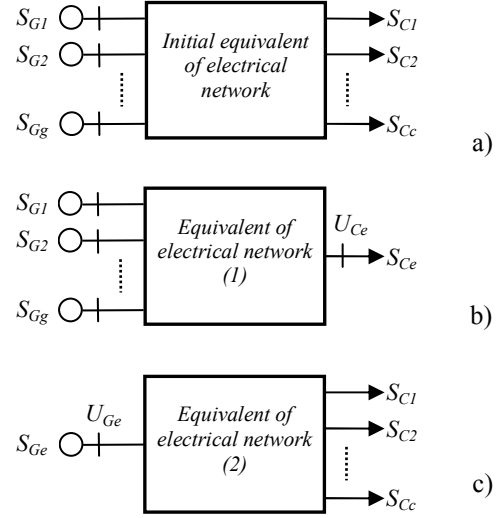 S_G1
S_G2
S_Gg
Initial equivalent
of electrical
network
S_C1
S_C2
S_Cc
a)
S_G1
S_G2
S_Gg
Equivalent of
electrical network
(1)
U_Ce
S_Ce
b)
S_Ge
U_Ge
Equivalent of
electrical network
(2)
S_C1
S_C2
S_Cc
c)